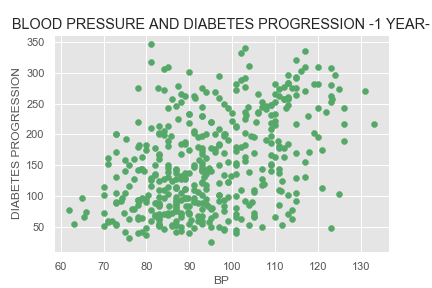 BLOOD PRESSURE AND DIABETES PROGRESSION -1 YEAR-
350
300
250
200
150
100
50
DIABETES PROGRESSION
60 70 80 90 100 110 120 130
BP